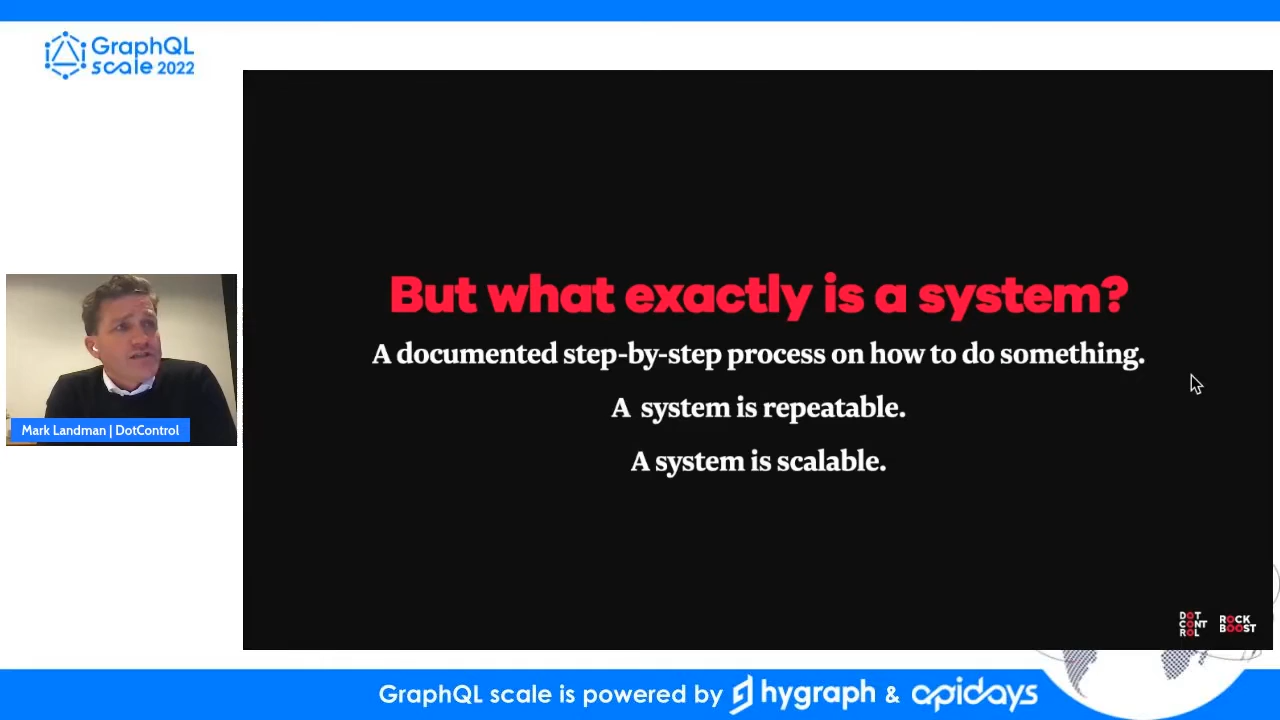 GraphQL
scale 2022
But what exactly is a system?
A documented step-by-step process on how to do something.
A system is repeatable.
A system is scalable.
Mark Landman | DotControl
DOT
CONT
ROL
ROCK
BOOST
GraphQL scale is powered by hygraph & apidays